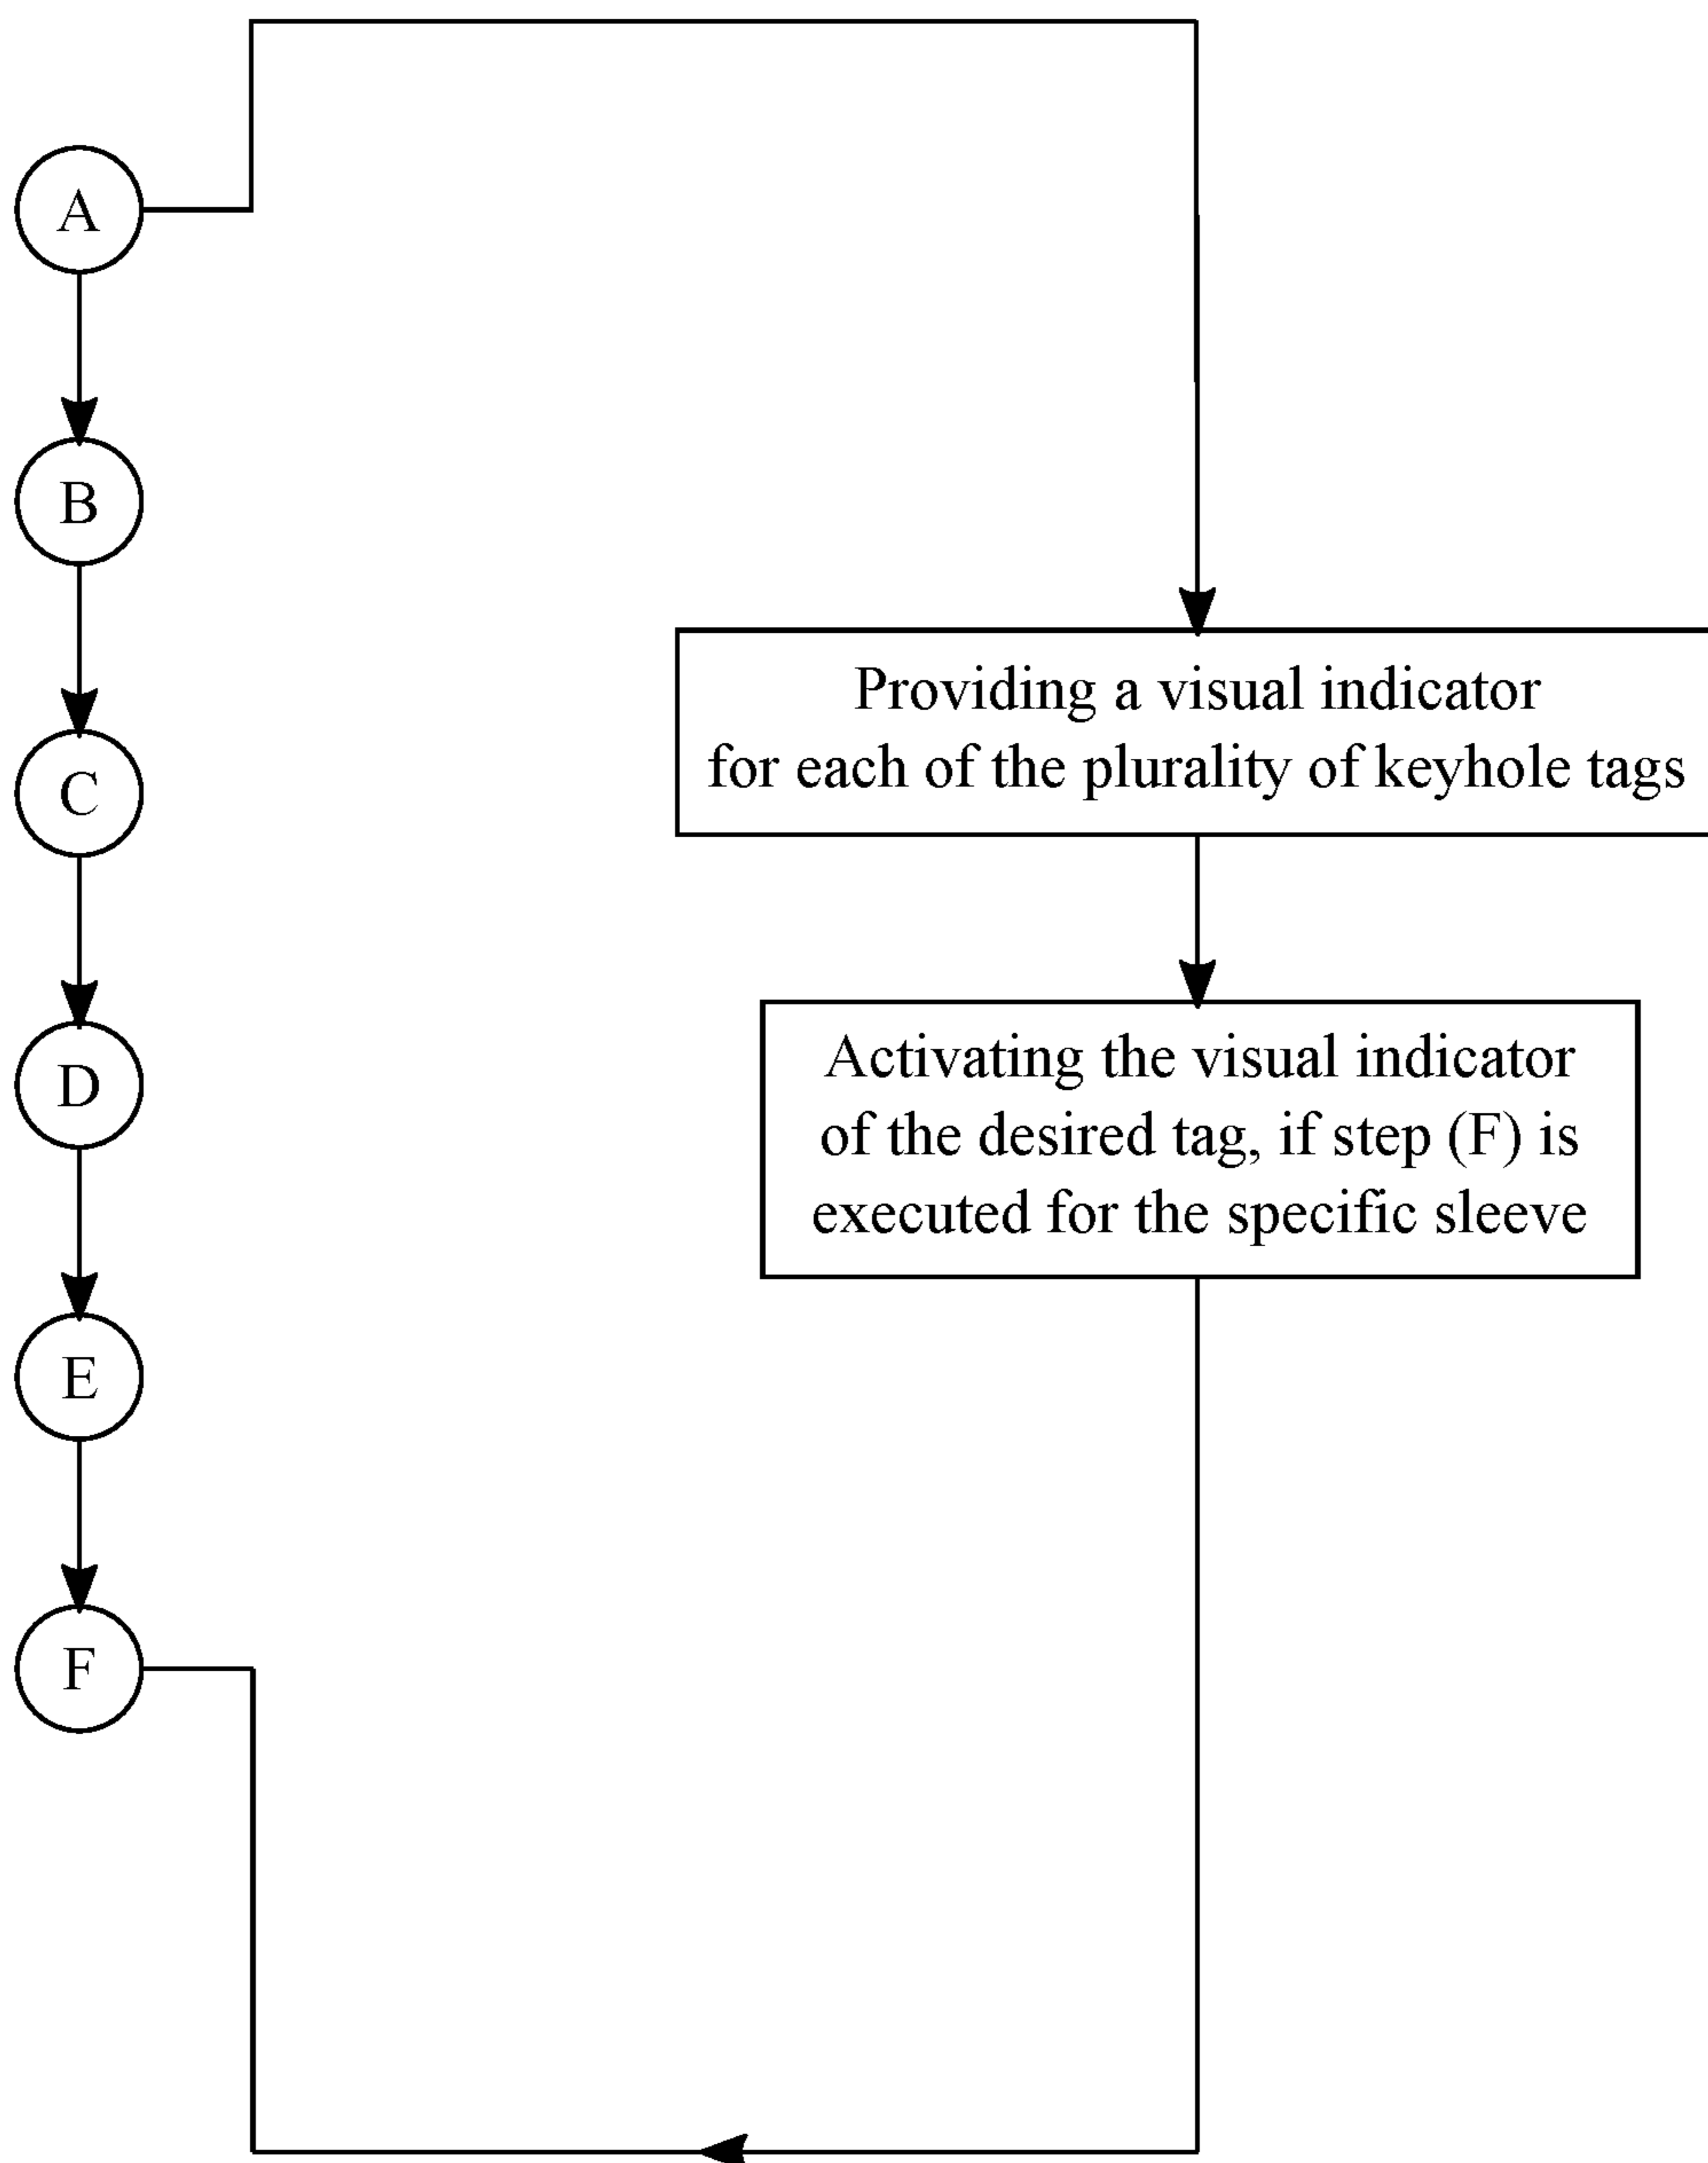 A
B
C
D
E
F
Providing a visual indicator
for each of the plurality of keyhole tags
Activating the visual indicator
of the desired tag, if step (F) is
executed for the specific sleeve